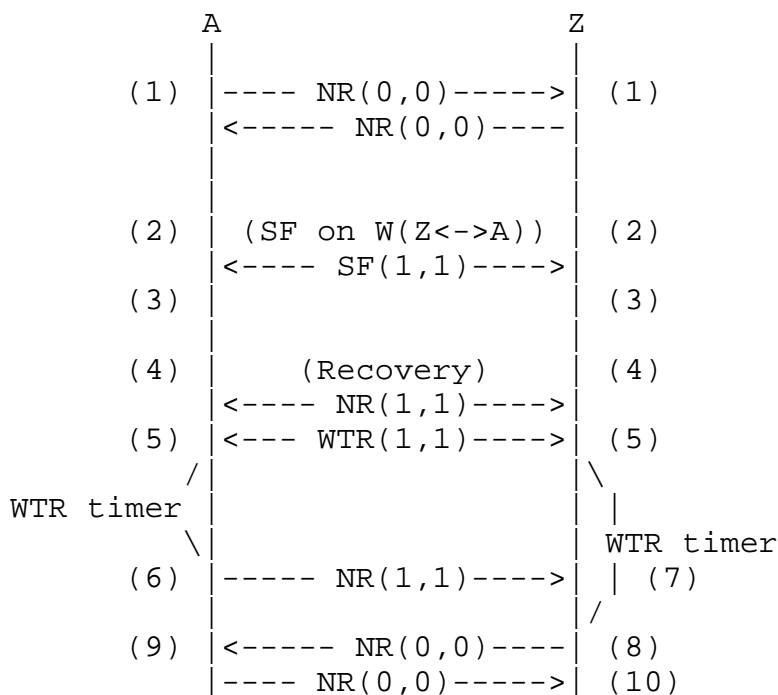 A Z
|                    |
(1) |---- NR(0,0)----->| (1)
|<----- NR(0,0)----|
|                    |
|                    |
(2) | (SF on W(Z<->A)) | (2)
|<---- SF(1,1)---->|
(3) |                    | (3)
|                    |
(4) | (Recovery) | (4)
|<---- NR(1,1)---->|
(5) |<--- WTR(1,1)---->| (5)
/|                    |\
WTR timer |                    | |
\|                    | WTR timer
(6) |----- NR(1,1)---->| | (7)
|                    |/
(9) |<----- NR(0,0)----| (8)
|---- NR(0,0)----->| (10)